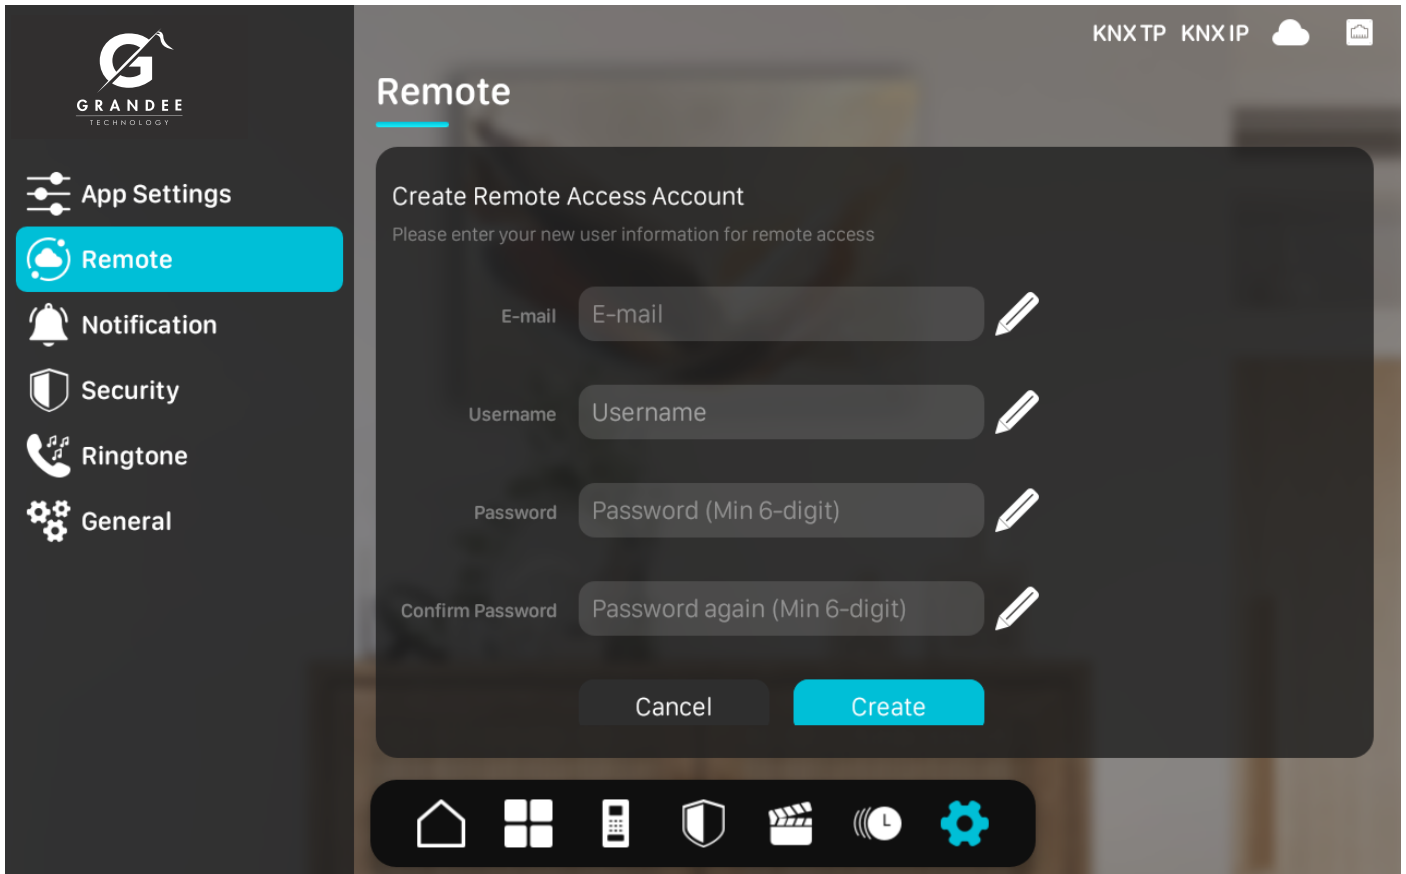 GRANDEE
TECHNOLOGY
App Settings
Remote
Notification
Security
Ringtone
General
KNX TP KNX IP
Remote
Create Remote Access Account
Please enter your new user information for remote access
E-mail E-mail
Username Username
Password Password (Min 6-digit)
Confirm Password Password again (Min 6-digit)
Cancel Create